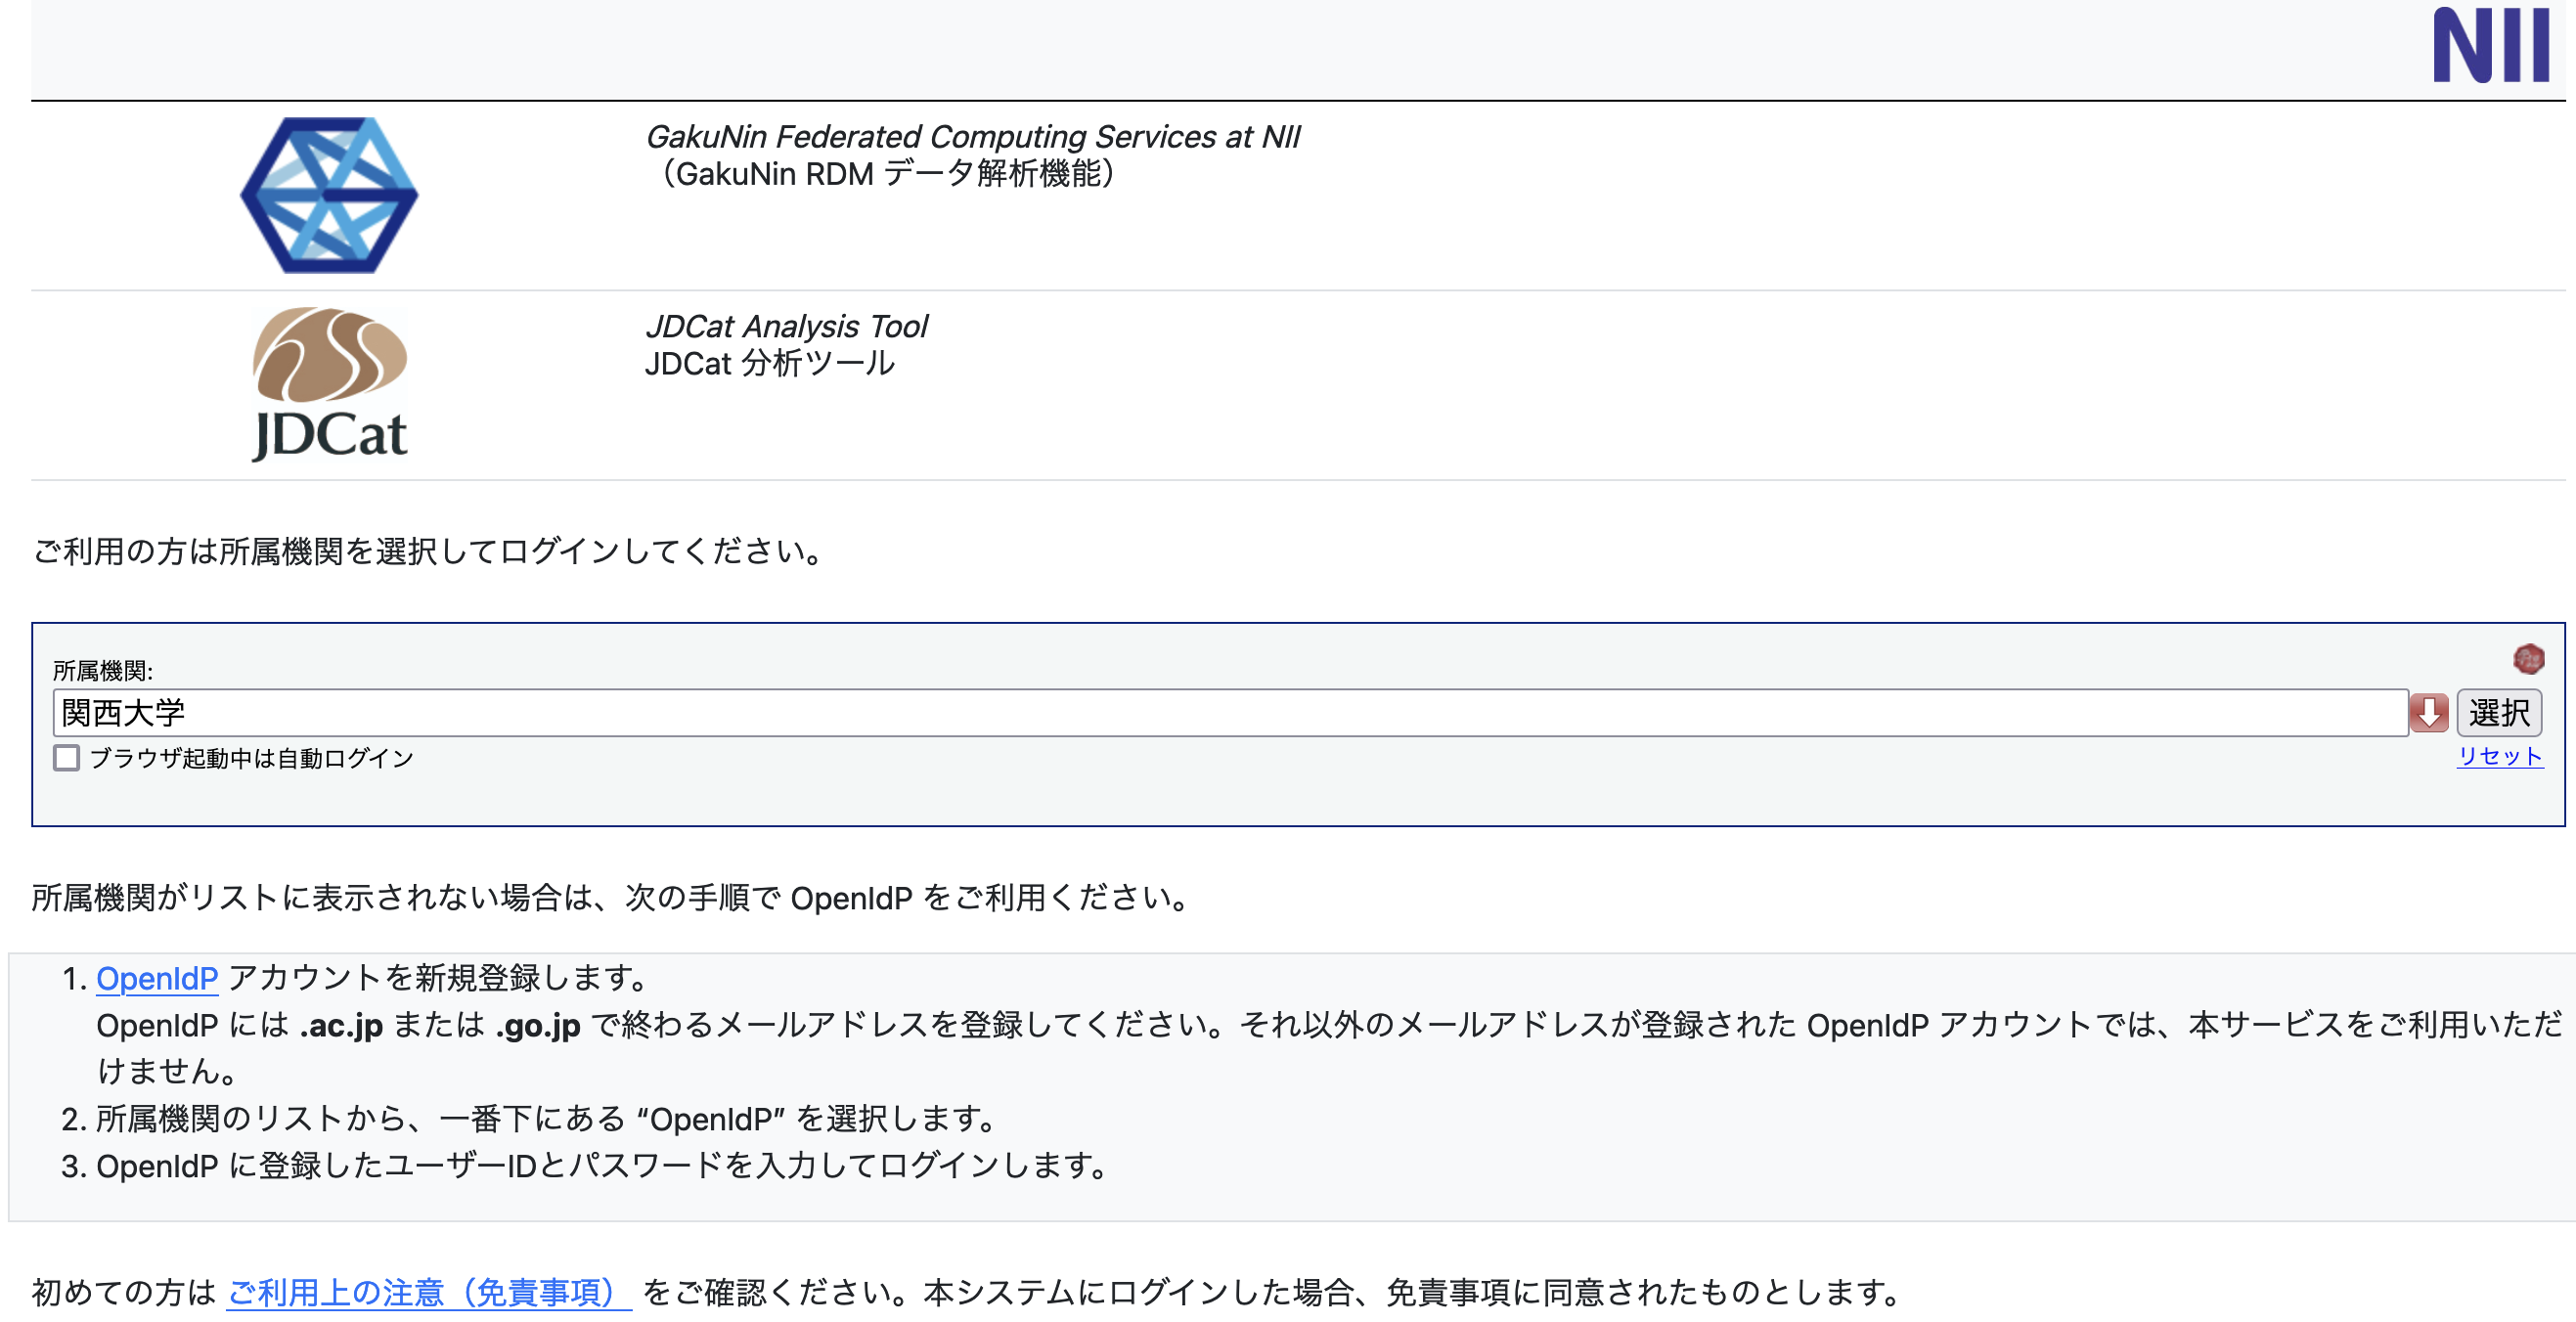 NII
GakuNin Federated Computing Services at NII
（GakuNin RDM データ解析機能）
JDCat Analysis Tool
JDCat 分析ツール
JDCat
ご利用の方は所属機関を選択してログインしてください。
所属機関:
関西大学
選択
ブラウザ起動中は自動ログイン
リセット
所属機関がリストに表示されない場合は、次の手順で OpenIdP をご利用ください。
1. OpenIdP アカウントを新規登録します。
OpenIdP には .ac.jp または .go.jp で終わるメールアドレスを登録してください。それ以外のメールアドレスが登録された OpenIdP アカウントでは、本サービスをご利用いただ
けません。
2. 所属機関のリストから、一番下にある “OpenIdP” を選択します。
3. OpenIdP に登録したユーザーIDとパスワードを入力してログインします。
初めての方は ご利用上の注意（免責事項） をご確認ください。本システムにログインした場合、免責事項に同意されたものとします。